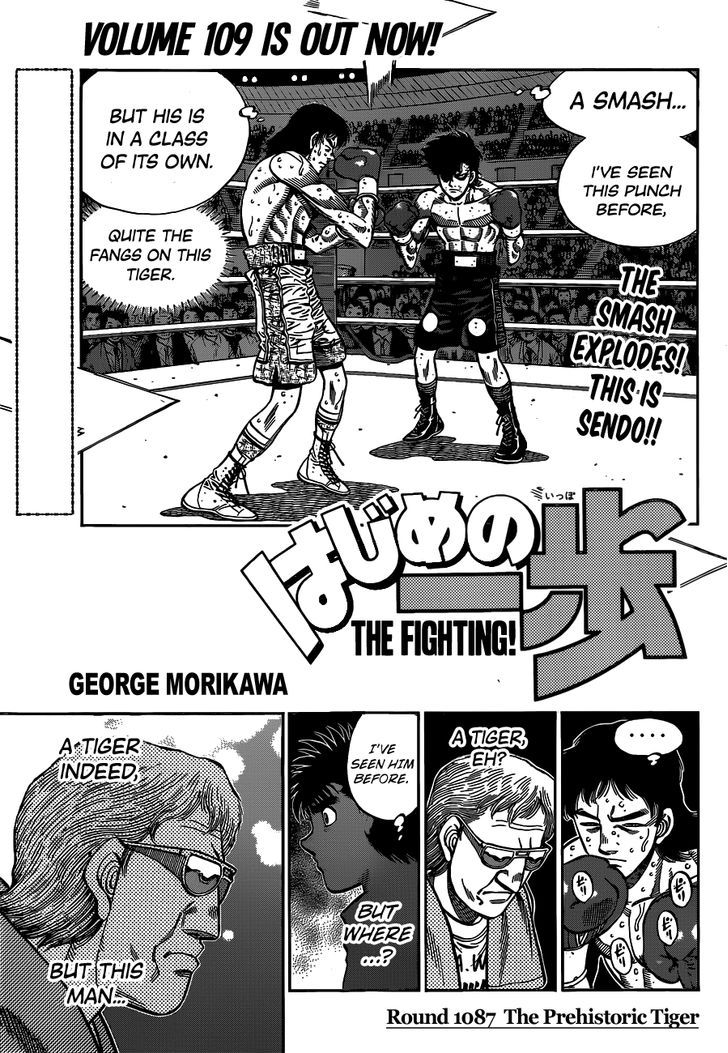 VOLUME 109 IS OUT NOW!
A SMASH...
I'VE SEEN
THIS PUNCH
BEFORE,
BUT HIS IS
IN A CLASS
OF ITS OWN.
QUITE THE
FANGS ON THIS
TIGER.
THE
SMASH
EXPLODES!
THIS IS
SENDO!!
いっぽ
はじめの一歩
THE FIGHTING!
GEORGE MORIKAWA
....
A TIGER,
EH?
I'VE
SEEN HIM
BEFORE.
BUT
WHERE
...?
A TIGER
INDEED,
BUT THIS
MAN...
Round 1087 The Prehistoric Tiger